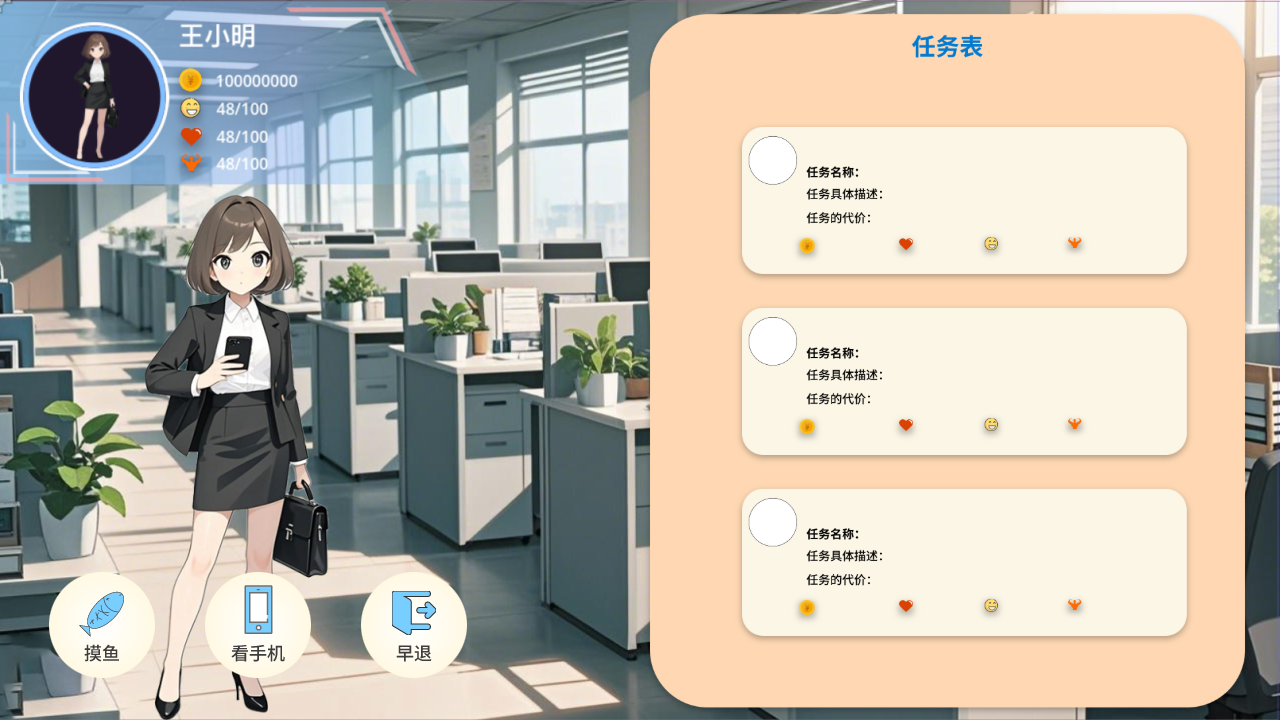 王小明
100000000
48/100
48/100
48/100
摸鱼
看手机
早退
任务表
任务名称：
任务具体描述：
任务的代价：
任务名称：
任务具体描述：
任务的代价：
任务名称：
任务具体描述：
任务的代价：